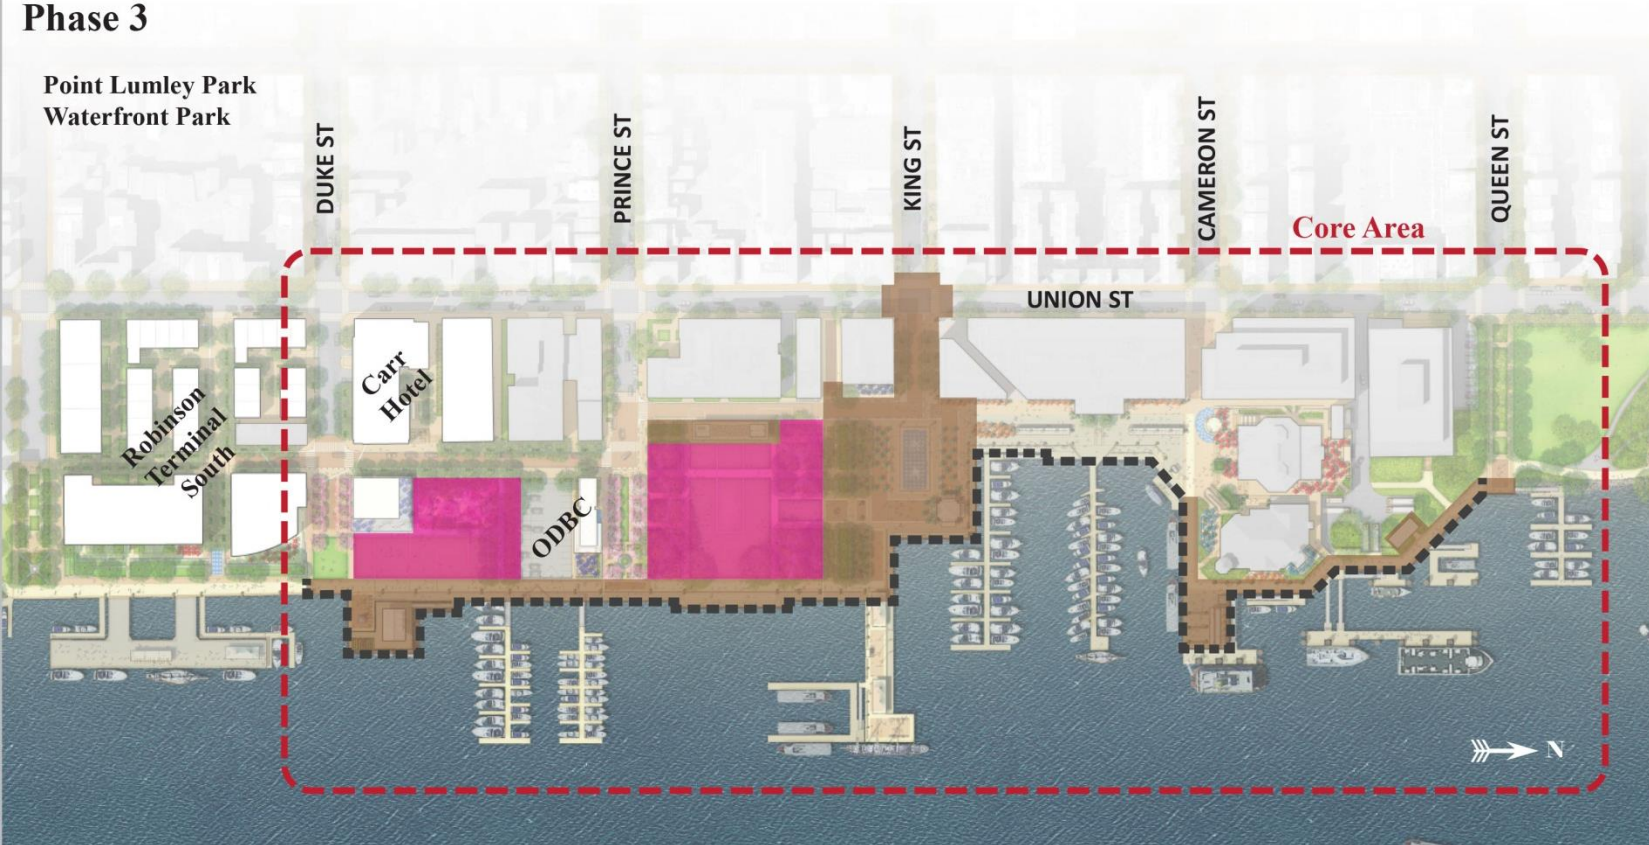 Phase 3
Point Lumley Park
Waterfront Park
DUKE ST
PRINCE ST
KING ST
CAMERON ST
QUEEN ST
Core Area
UNION ST
Carr
Hotel
Robinson
Terminal
South
ODBC
N